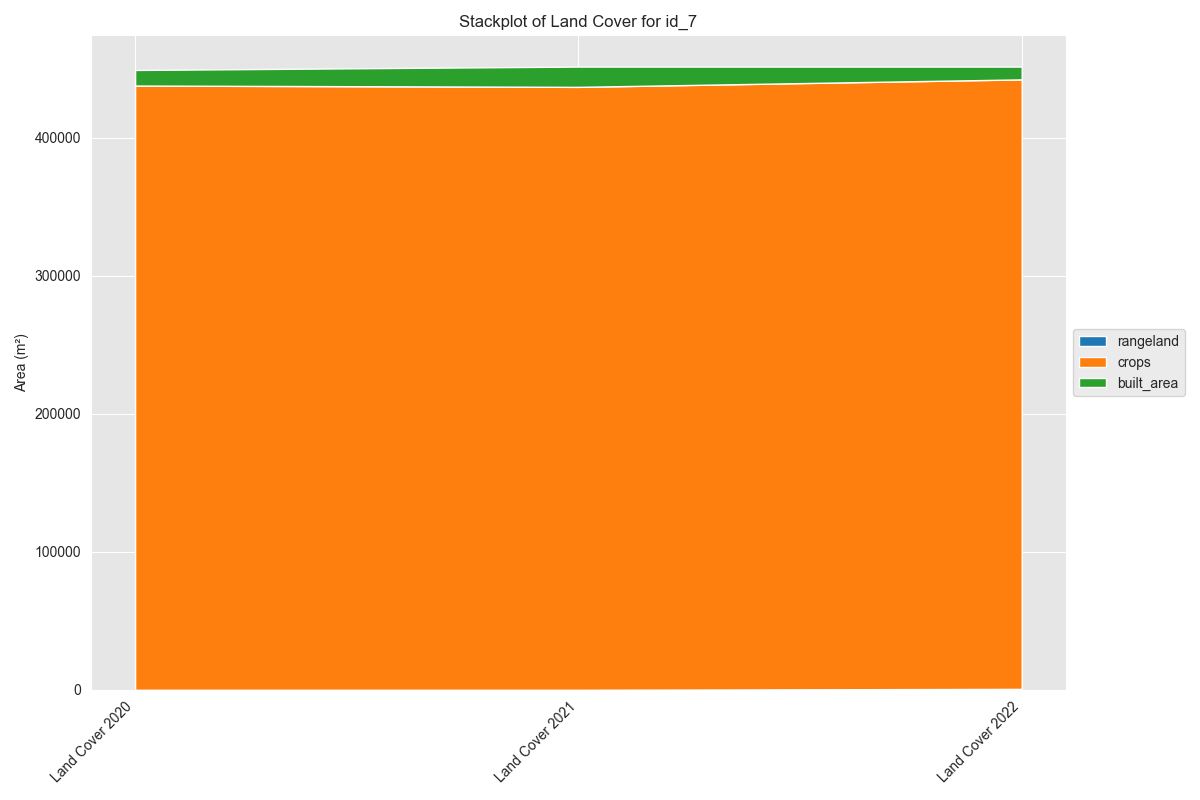 Stackplot of Land Cover for id_7
Area (m²)
400000
300000
200000
100000
0
Land Cover 2020
Land Cover 2021
Land Cover 2022
rangeland
crops
built_area